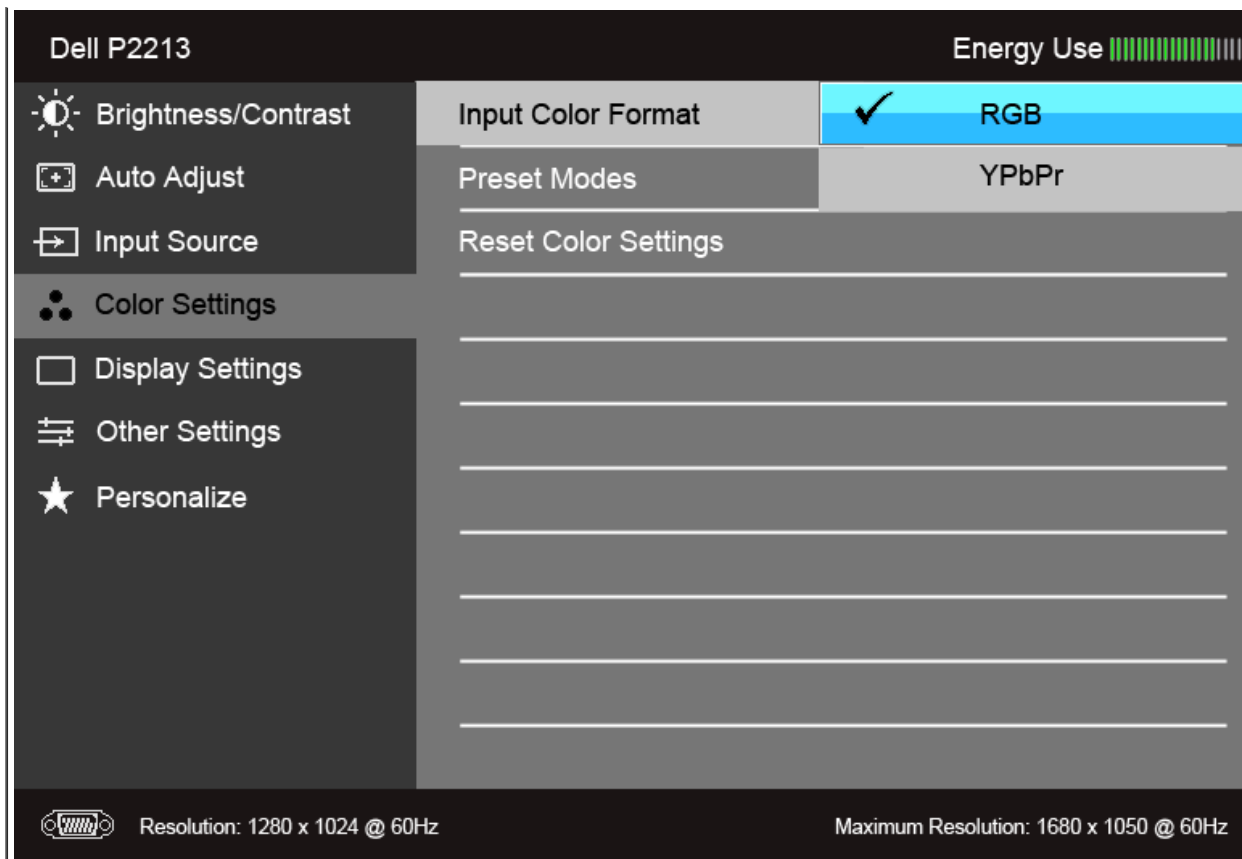 Dell P2213 Energy Use
Brightness/Contrast Input Color Format RGB
Auto Adjust Preset Modes YPbPr
Input Source Reset Color Settings
Color Settings
Display Settings
Other Settings
Personalize
Resolution: 1280 x 1024 @ 60Hz Maximum Resolution: 1680 x 1050 @ 60Hz